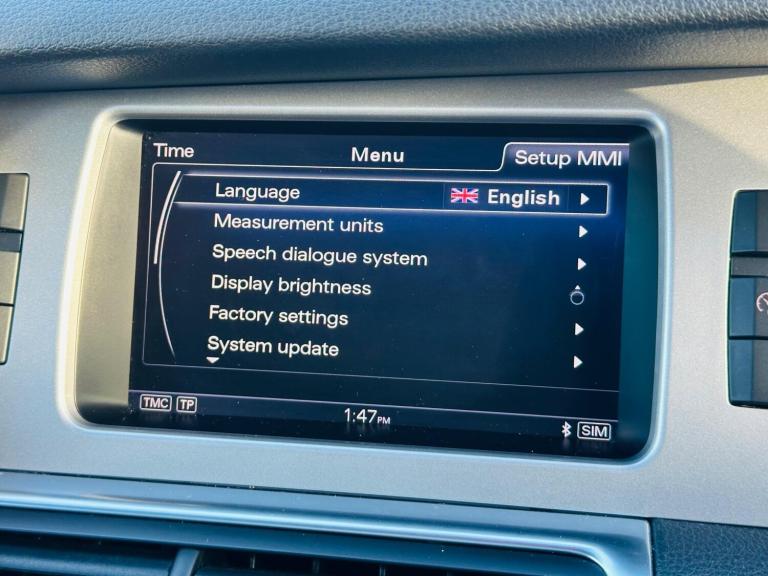 Time Menu Setup MMI
Language English
Measurement units
Speech dialogue system
Display brightness
Factory settings
System update
TMC TP 1:47PM SIM